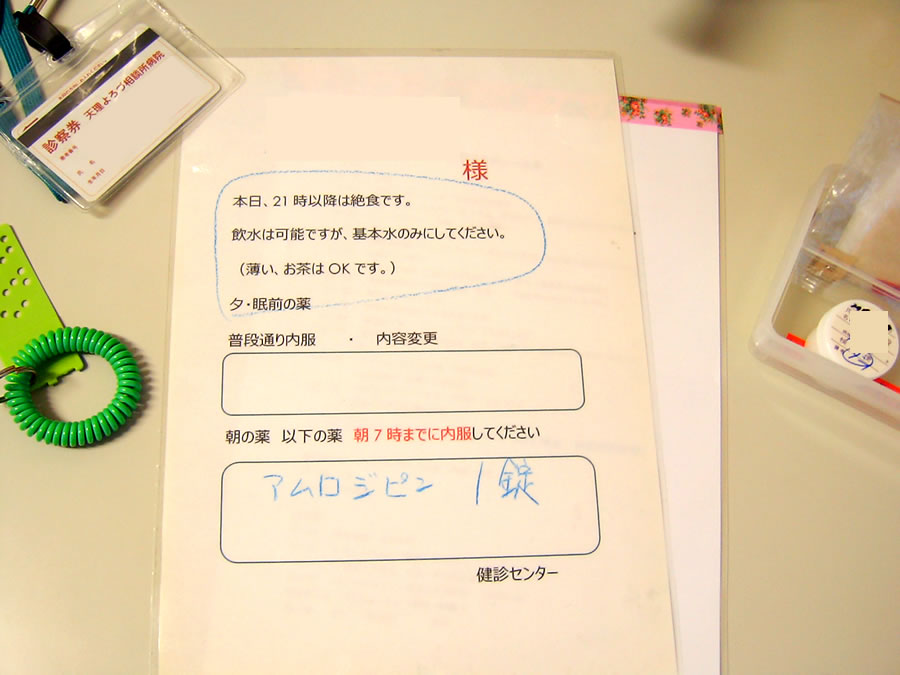 診察券 天理よろづ相談所病院
氏 名
様
本日、21 時以降は絶食です。
飲水は可能ですが、基本水のみにしてください。
（薄い、お茶は OK です。）
夕・眠前の薬
普段通り内服 ・ 内容変更
朝の薬 以下の薬 朝 7 時までに内服してください
アムロジピン 1錠
健診センター